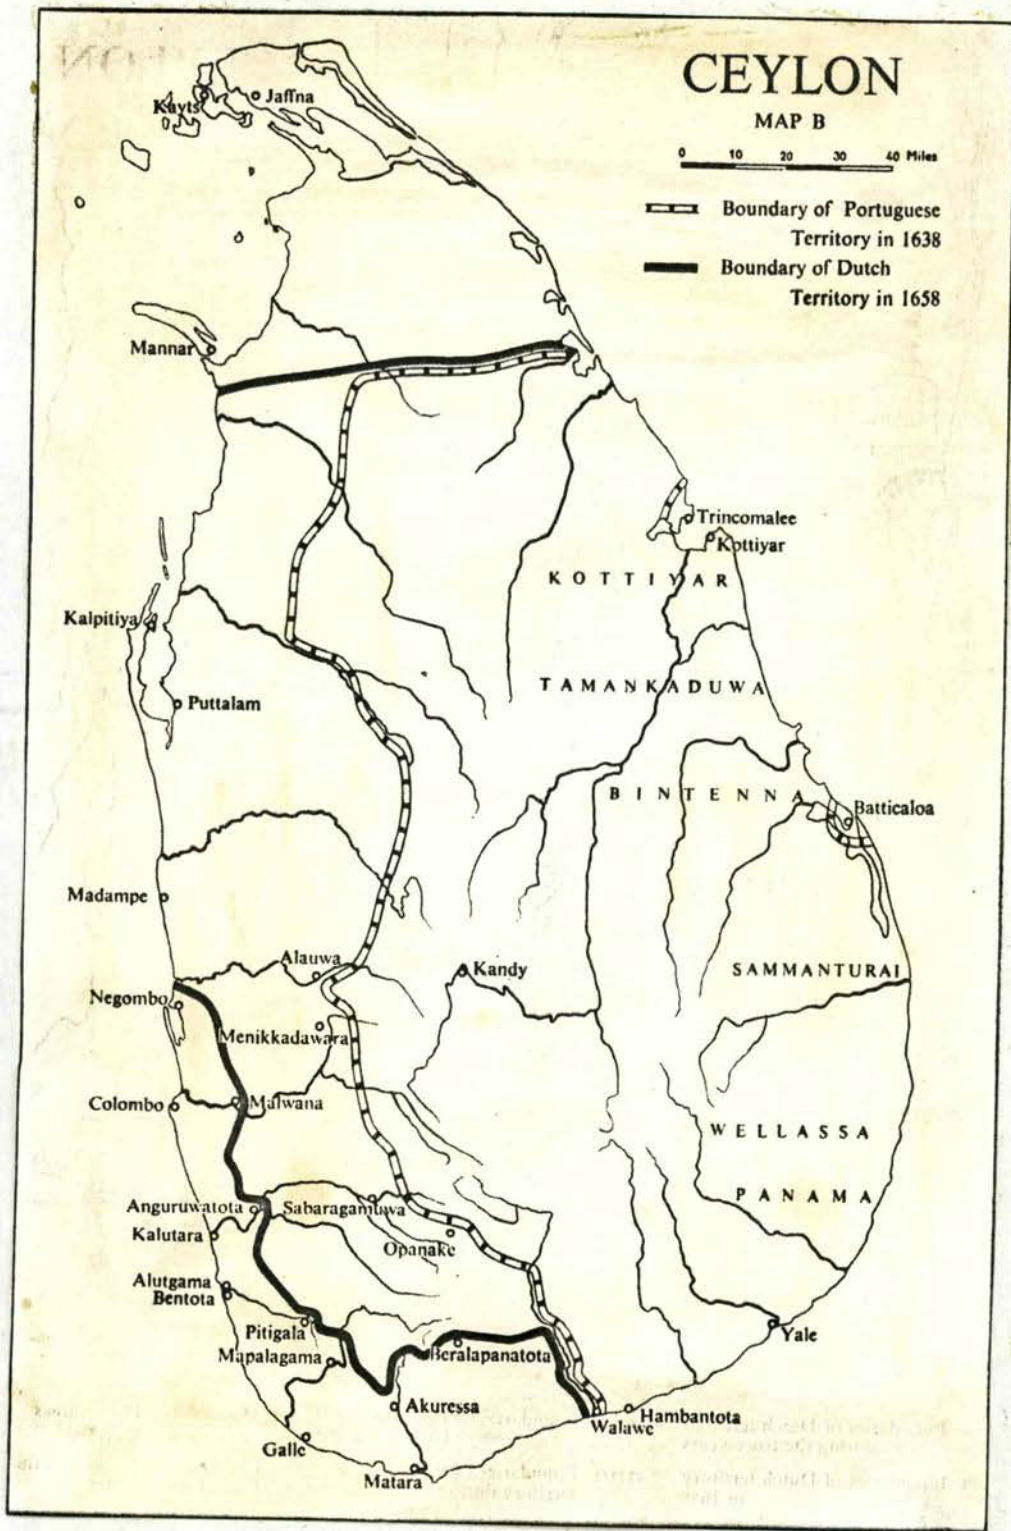 CEYLON
MAP B
0 10 20 30 40 Miles
Boundary of Portuguese
Territory in 1638
Boundary of Dutch
Territory in 1658
Kayts
Jaffna
Mannar
Trincomalee
Kottiyar
KOTTIYAR
Kalpitiya
TAMANKADUWA
Puttalam
BINTENNA
Batticaloa
Madampe
Alauwa
Kandy
SAMMANTURAI
Negombo
Menikkadawara
Colombo
Malwana
WELLASSA
PANAMA
Anguruwatota
Sabaragamuwa
Kalutara
Opanake
Alutgama
Bentota
Pitigala
Yale
Mapalagama
Beralapanatota
Akuressa
Hambantota
Walawe
Galle
Matara